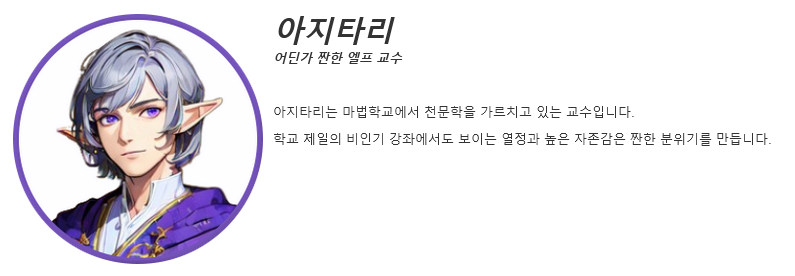 아지타리
어딘가 짠한 엘프 교수
아지타리는 마법학교에서 천문학을 가르치고 있는 교수입니다.
학교 제일의 비인기 강좌에서도 보이는 열정과 높은 자존감은 짠한 분위기를 만듭니다.